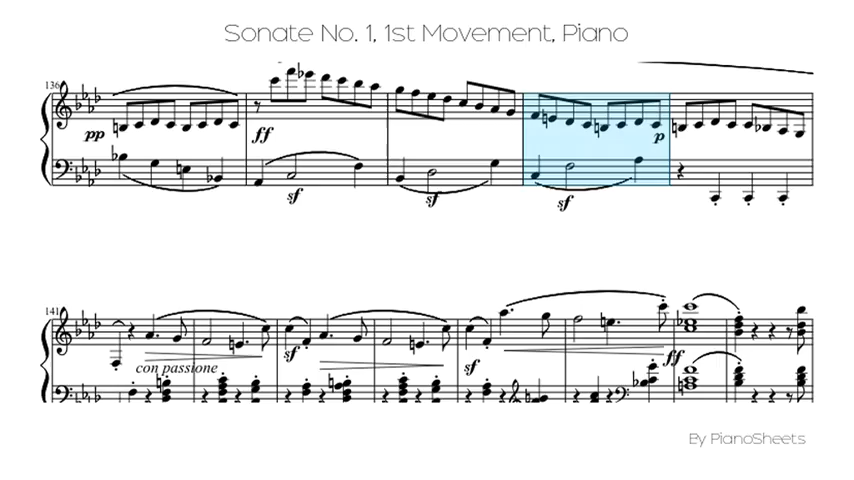 Sonate No. 1, 1st Movement, Piano
136
pp
ff
p
sf
sf
sf
141
sf
sf
ff
con passione
By PianoSheets